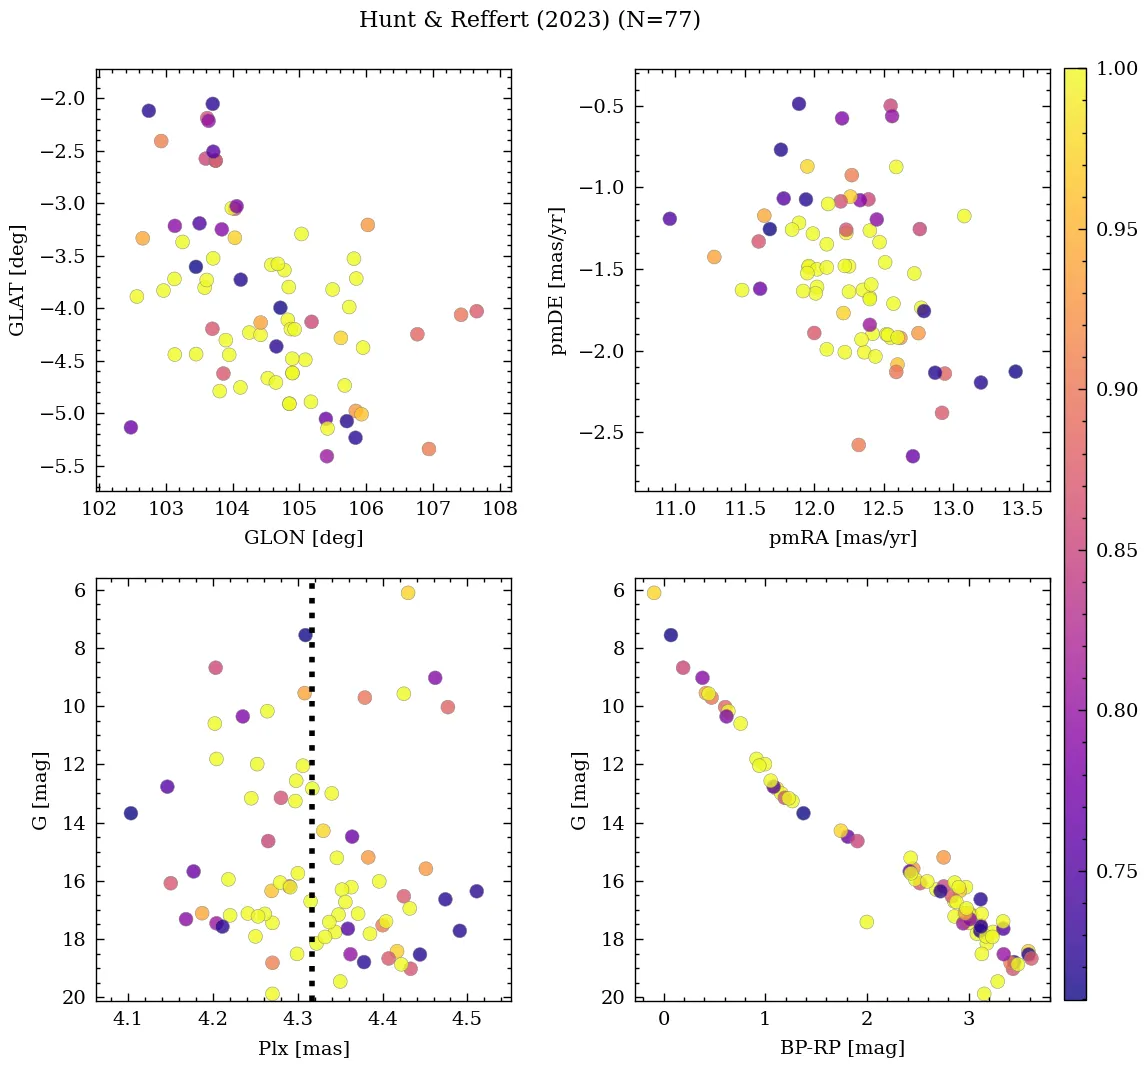 Hunt & Reffert (2023) (N=77)
−2.0
−2.5
−3.0
−3.5
−4.0
−4.5
−5.0
−5.5
GLAT [deg]
102 103 104 105 106 107 108
GLON [deg]
−0.5
−1.0
−1.5
−2.0
−2.5
pmDE [mas/yr]
11.0 11.5 12.0 12.5 13.0 13.5
pmRA [mas/yr]
6
8
10
12
14
16
18
20
G [mag]
4.1 4.2 4.3 4.4 4.5
Plx [mas]
6
8
10
12
14
16
18
20
G [mag]
0 1 2 3
BP-RP [mag]
1.00
0.95
0.90
0.85
0.80
0.75